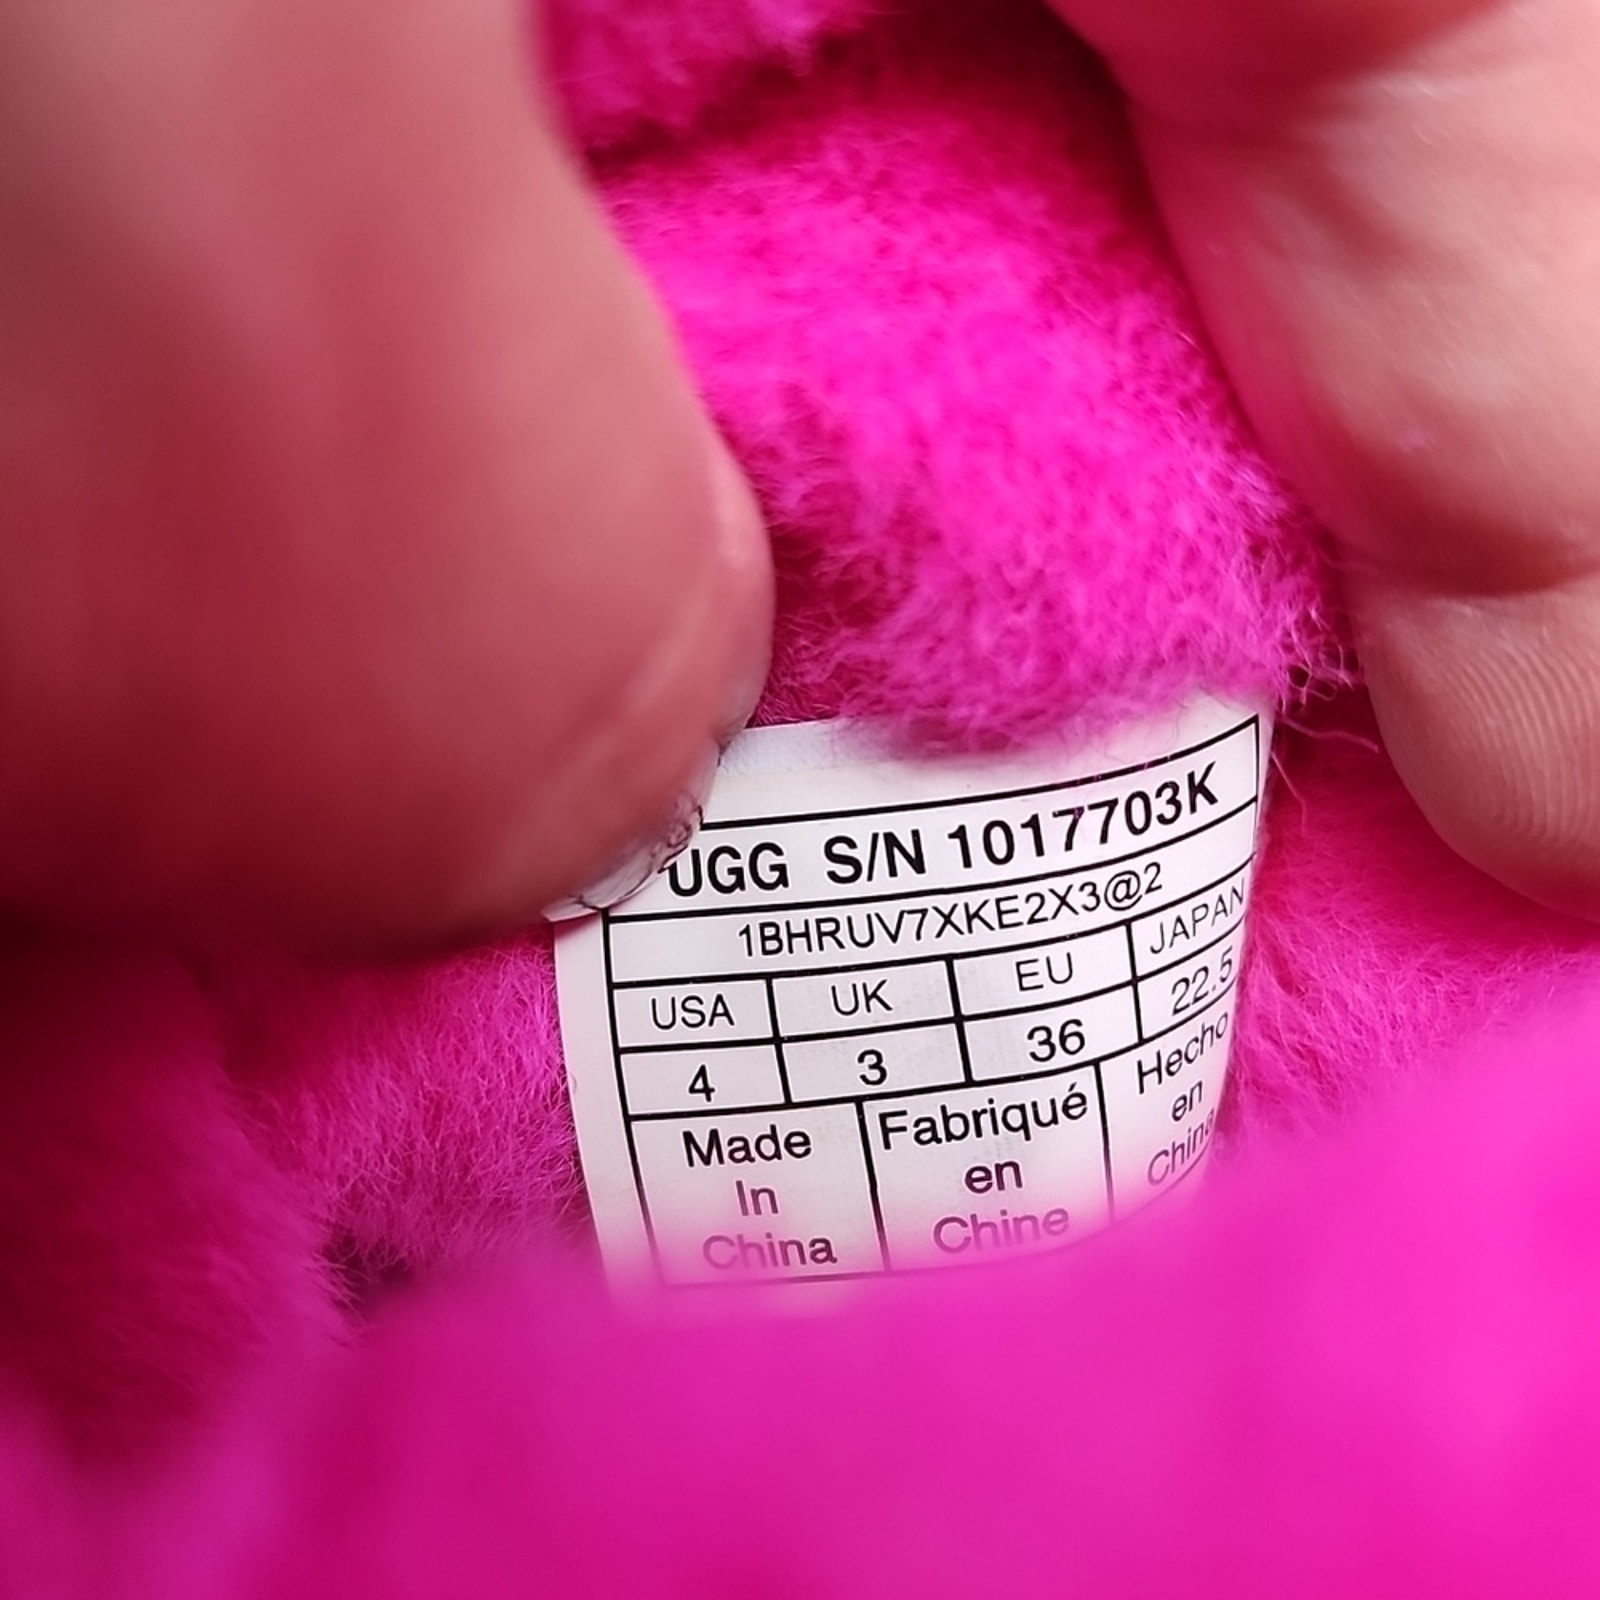 UGG S/N 1017703K
1BHRUV7XKE2X3@2
USA UK EU JAPAN
4 3 36 22.5
Made In China
Fabriqué en Chine
Hecho en China